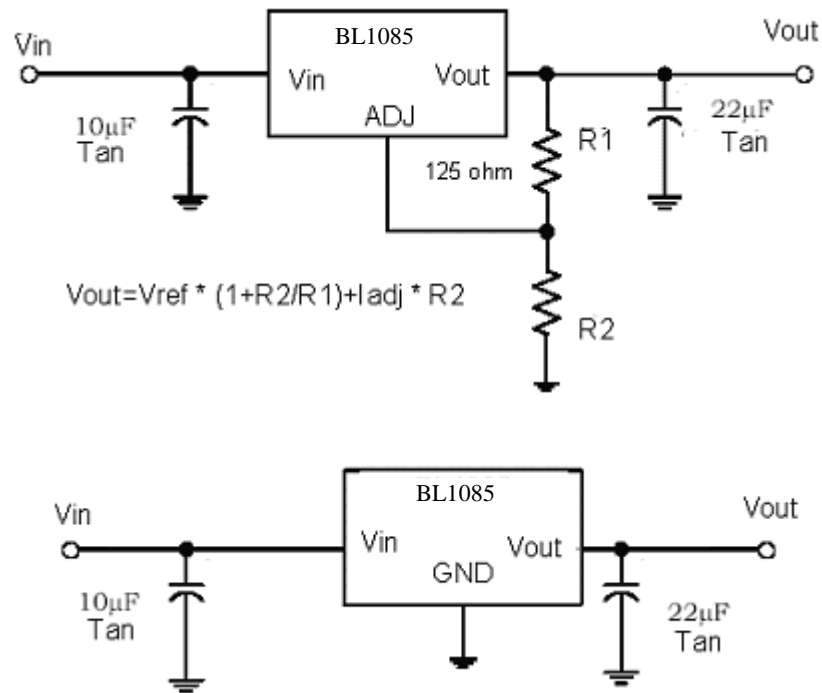 BL1085
Vin
Vout
Vin
Vout
ADJ
10µF
Tan
125 ohm
R1
22µF
Tan
Vout=Vref * (1+R2/R1)+Iadj * R2
R2
BL1085
Vin
Vout
Vin
Vout
GND
10µF
Tan
22µF
Tan